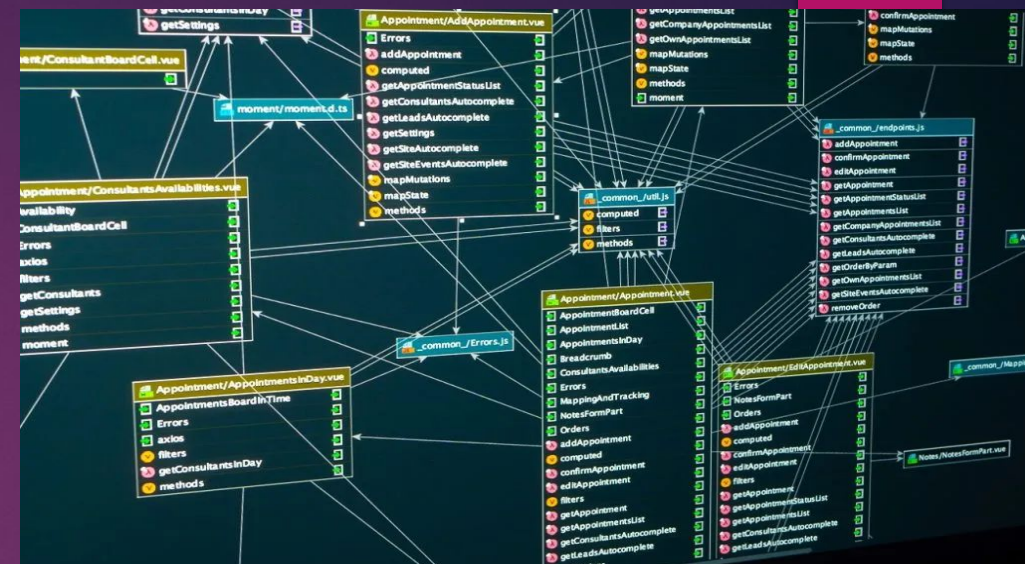 getConsultantsInDay
getSettings
ent/ConsultantBoardCell.vue
moment/moment.d.ts
Appointment/AddAppointment.vue
Errors
addAppointment
computed
getAppointmentStatusList
getConsultantsAutocomplete
getLeadsAutocomplete
getSettings
getSiteAutocomplete
getSiteEventsAutocomplete
mapMutations
mapState
methods
getAppointmentsList
getCompanyAppointmentsList
getOwnAppointmentsList
mapMutations
mapState
methods
moment
confirmAppointment
mapMutations
mapState
methods
_common_/endpoints.js
addAppointment
confirmAppointment
editAppointment
getAppointment
getAppointmentStatusList
getAppointmentsList
getCompanyAppointmentsList
getConsultantsAutocomplete
getLeadsAutocomplete
getOrderByParam
getOwnAppointmentsList
getSiteEventsAutocomplete
removeOrder
_common_/util.js
computed
filters
methods
Appointment/ConsultantsAvailabilities.vue
Availability
ConsultantBoardCell
Errors
axios
filters
getConsultants
getSettings
methods
moment
_common_/Errors.js
Appointment/AppointmentsInDay.vue
AppointmentsBoardInTime
Errors
axios
filters
getConsultantsInDay
methods
Appointment/Appointment.vue
AppointmentBoardCell
AppointmentList
AppointmentsInDay
Breadcrumb
ConsultantsAvailabilities
Errors
MappingAndTracking
NotesFormPart
Orders
addAppointment
computed
confirmAppointment
editAppointment
filters
getAppointment
getAppointmentsList
getConsultantsAutocomplete
getLeadsAutocomplete
Appointment/EditAppointment.vue
Errors
NotesFormPart
Orders
addAppointment
computed
confirmAppointment
editAppointment
filters
getAppointment
getAppointmentStatusList
getAppointmentsList
getConsultantsAutocomplete
getLeadsAutocomplete
_common_/Mappi
Notes/NotesFormPart.vue